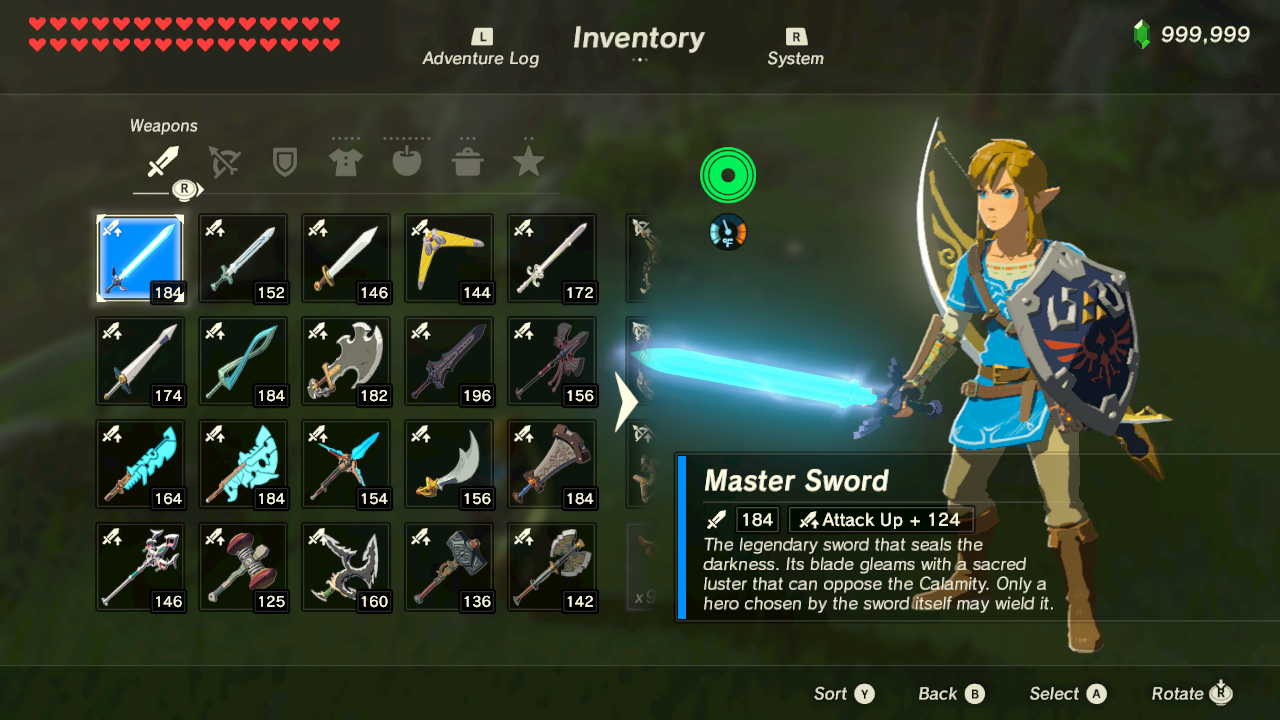 L Inventory R 999,999
Adventure Log System
Weapons
R
°F
184 152 146 144 172
174 184 182 196 156
164 184 154 156 184
146 125 160 136 142 x9
Master Sword
184 Attack Up + 124
The legendary sword that seals the
darkness. Its blade gleams with a sacred
luster that can oppose the Calamity. Only a
hero chosen by the sword itself may wield it.
Sort Y Back B Select A Rotate R